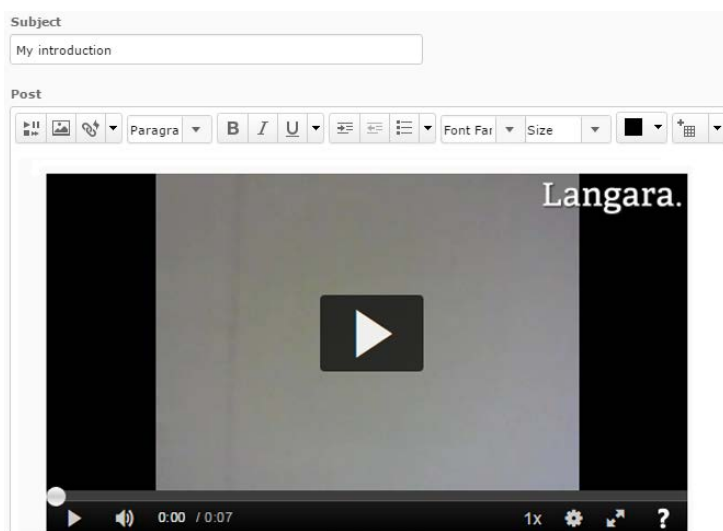 Subject
My introduction
Post
Paragra B I U Font Far Size
Langara.
0:00 / 0:07 1x ?